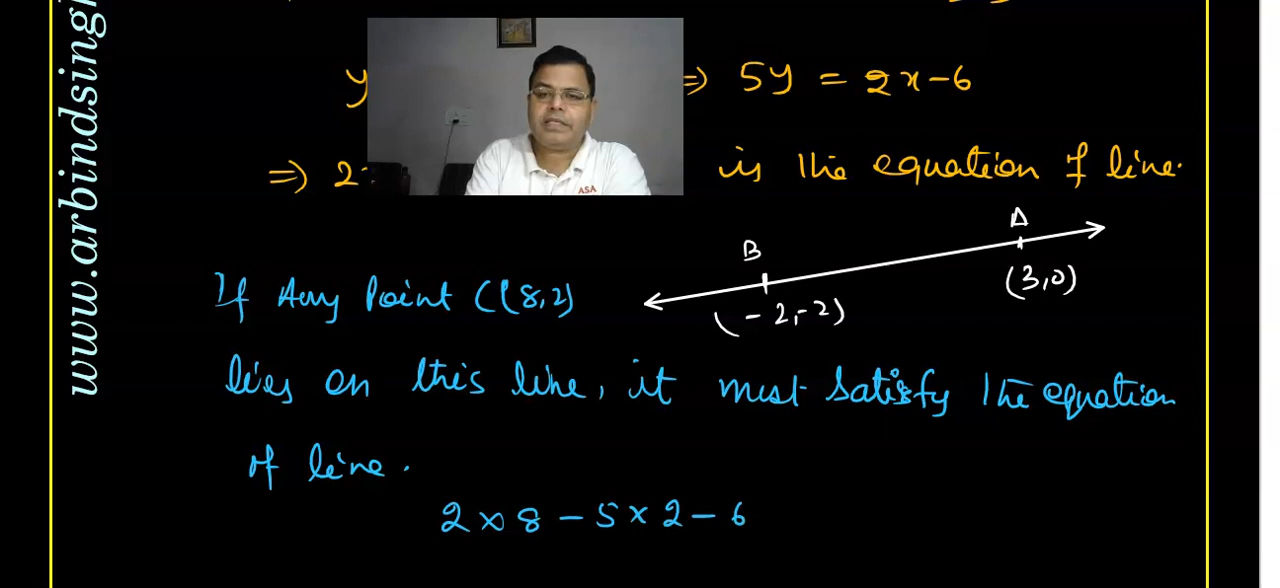 y ⇒ 5y = 2x-6
⇒ 2 is the equation of line.
B A
(3,0)
(-2,-2)
If Any Point C(8,2)
lies on this line, it must satisfy the equation
of line.
2 × 8 - 5 × 2 - 6
ASA
www.arbindsingh